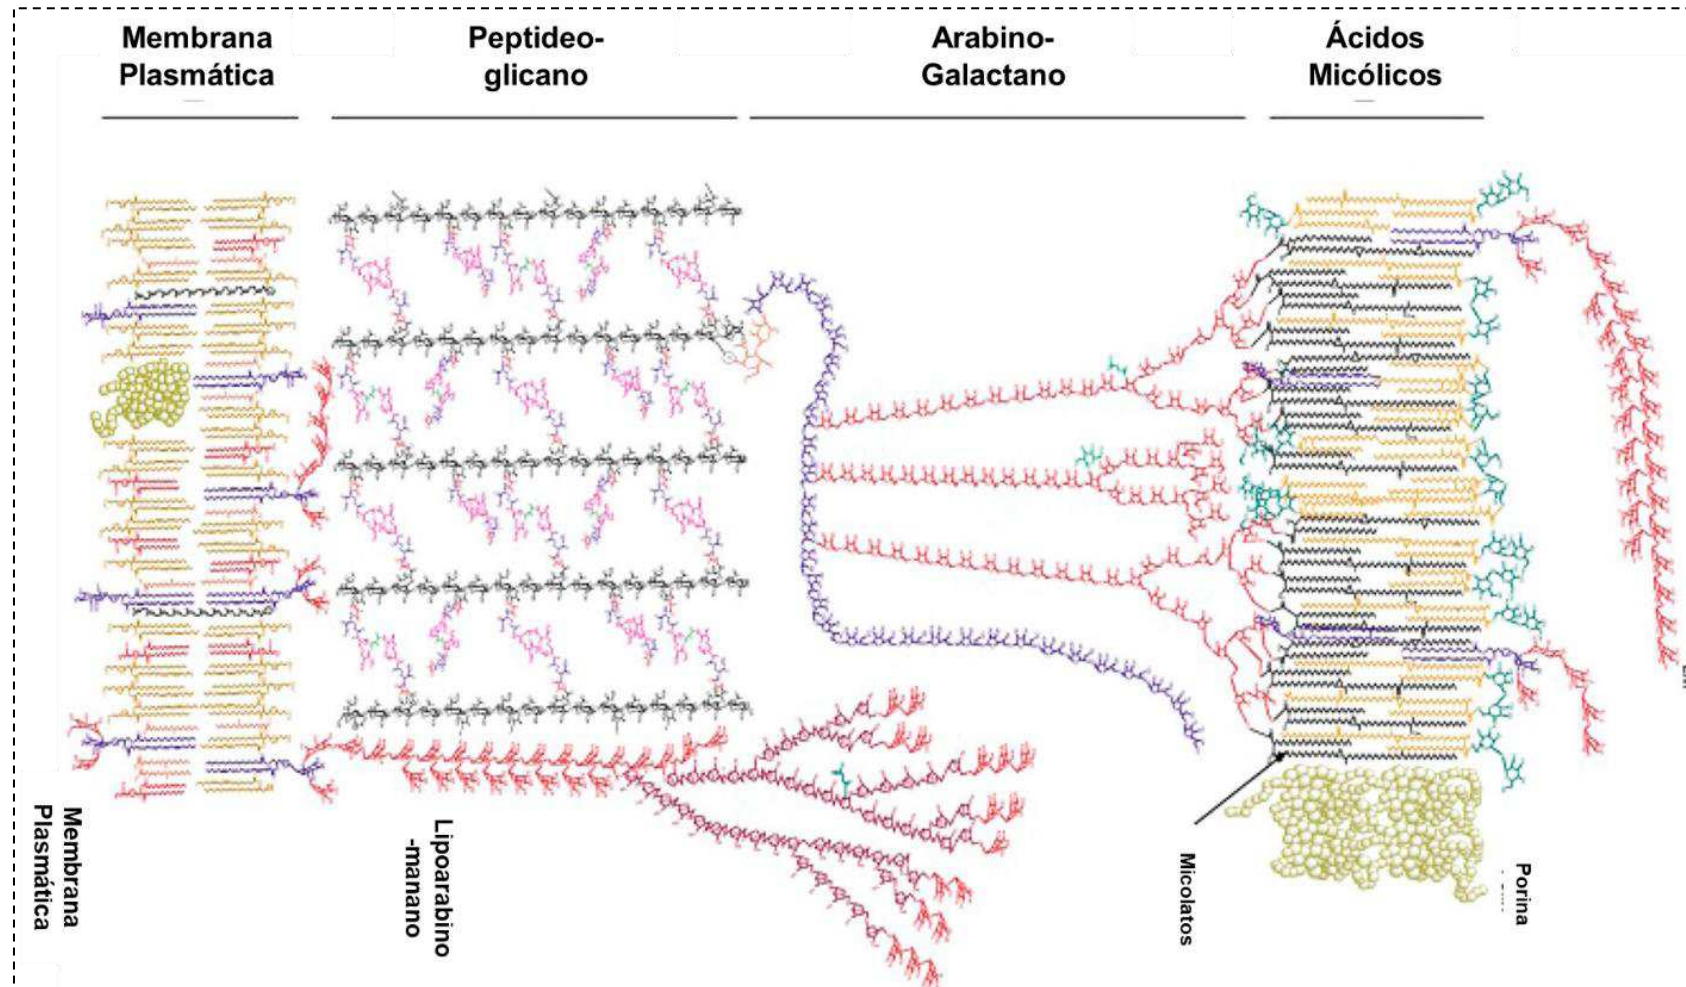 Membrana
Plasmática
Peptideo-
glicano
Arabino-
Galactano
Ácidos
Micólicos
Membrana
Plasmática
Lipoarabino
-manano
Micolatos
Porina